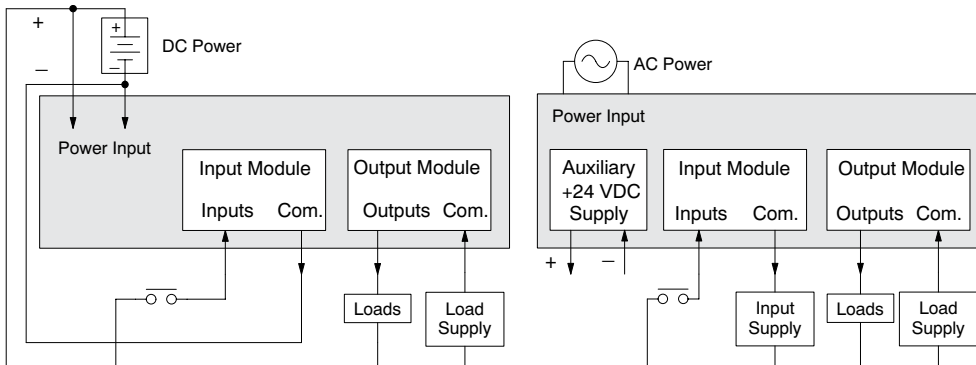 +
+
DC Power
−
−
Power Input
Input Module
Inputs Com.
Output Module
Outputs Com.
Loads
Load
Supply
AC Power
Power Input
Auxiliary
+24 VDC
Supply
+
−
Input Module
Inputs Com.
Output Module
Outputs Com.
Input
Supply
Loads
Load
Supply